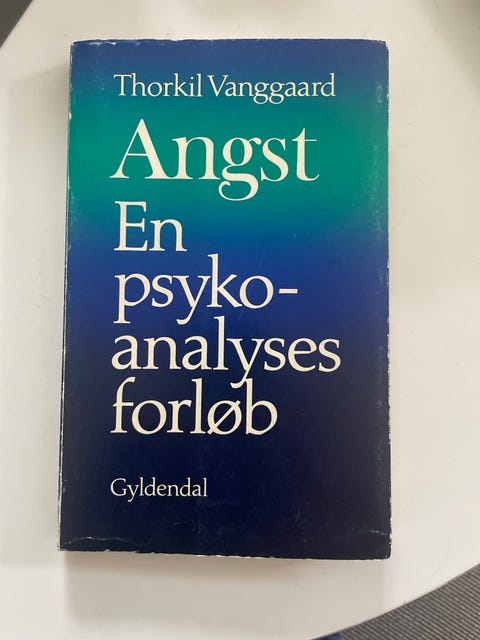 Thorkil Vanggaard
Angst
En
psyko-
analyses
forløb
Gyldendal